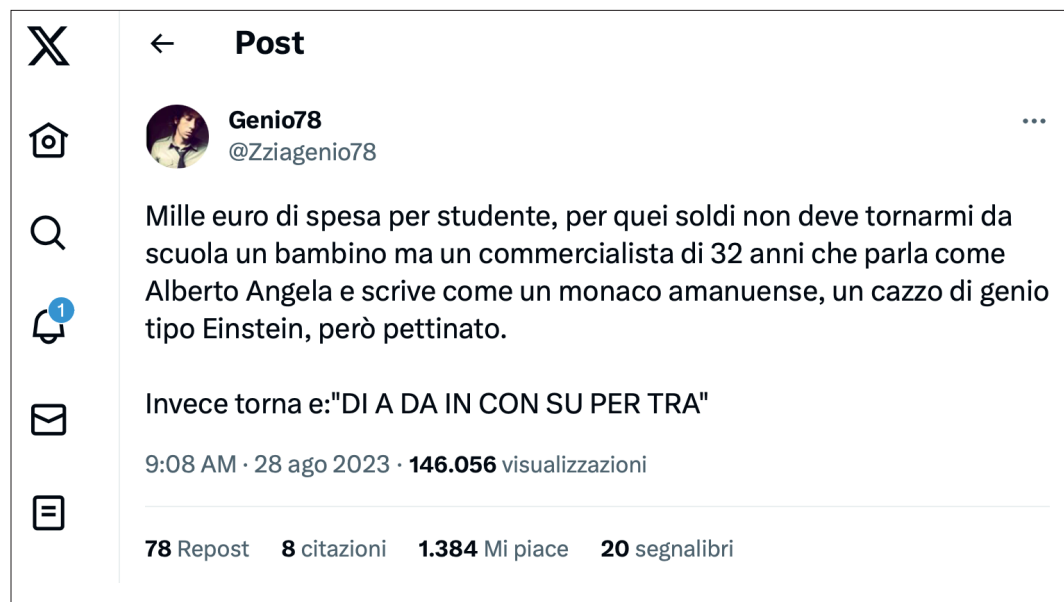 Post
Genio78
@Zziagenio78
Mille euro di spesa per studente, per quei soldi non deve tornarmi da
scuola un bambino ma un commercialista di 32 anni che parla come
Alberto Angela e scrive come un monaco amanuense, un cazzo di genio
tipo Einstein, però pettinato.
Invece torna e:"DI A DA IN CON SU PER TRA"
9:08 AM · 28 ago 2023 · 146.056 visualizzazioni
1
78 Repost 8 citazioni 1.384 Mi piace 20 segnalibri